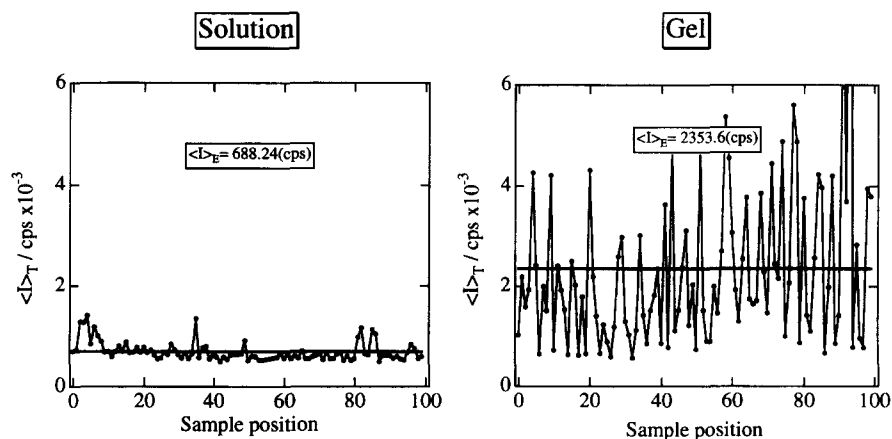 Solution
<I>T / cps x10-3
6
4
2
0
<I>E= 688.24(cps)
0 20 40 60 80 100
Sample position
Gel
<I>T / cps x10-3
6
4
2
0
<I>E= 2353.6(cps)
0 20 40 60 80 100
Sample position